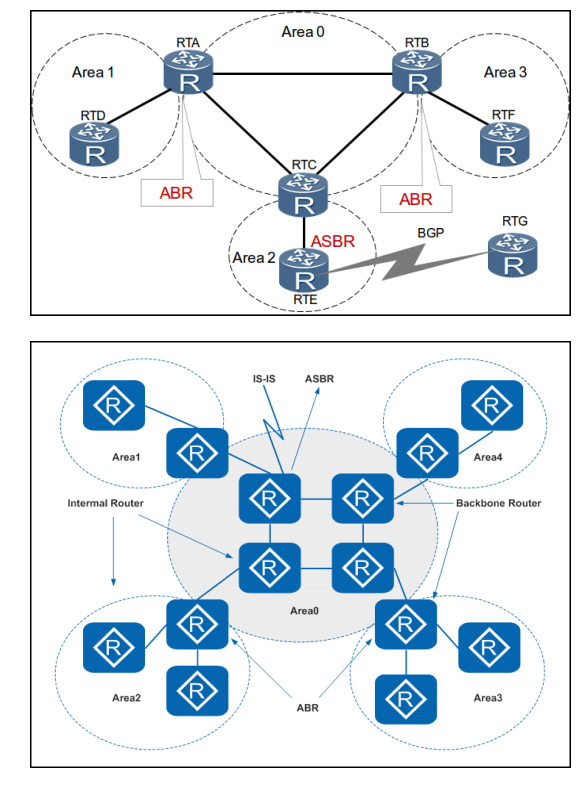 Area 0
RTA
RTB
Area 1
Area 3
R
R
RTD
RTF
R
R
RTC
ABR
ABR
R
RTG
BGP
ASBR
Area 2
R
R
RTE
IS-IS
ASBR
R
R
R
R
Area1
Area4
R
R
Intermal Router
Backbone Router
R
R
Area0
R
R
R
R
Area2
R
ABR
R
Area3